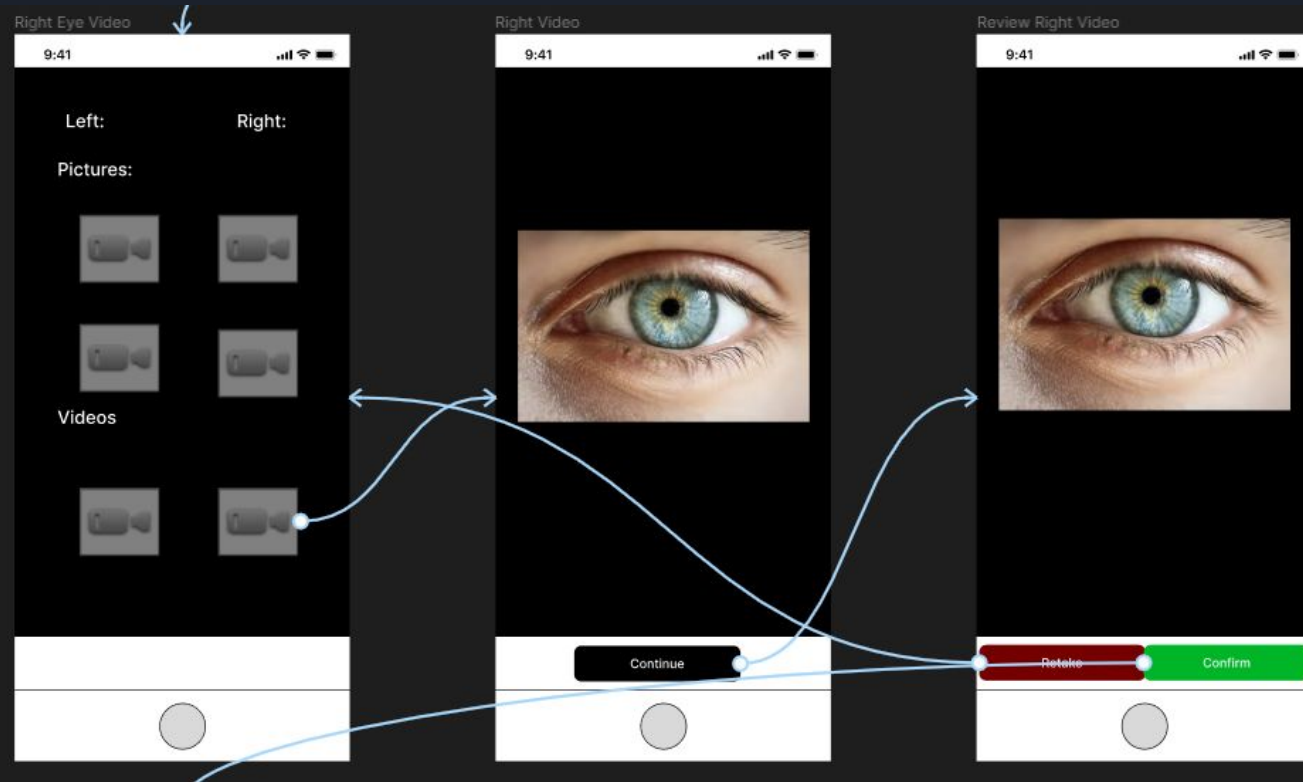 Right Eye Video
9:41
Left:
Right:
Pictures:
Videos
Right Video
9:41
Continue
Review Right Video
9:41
Retake
Confirm